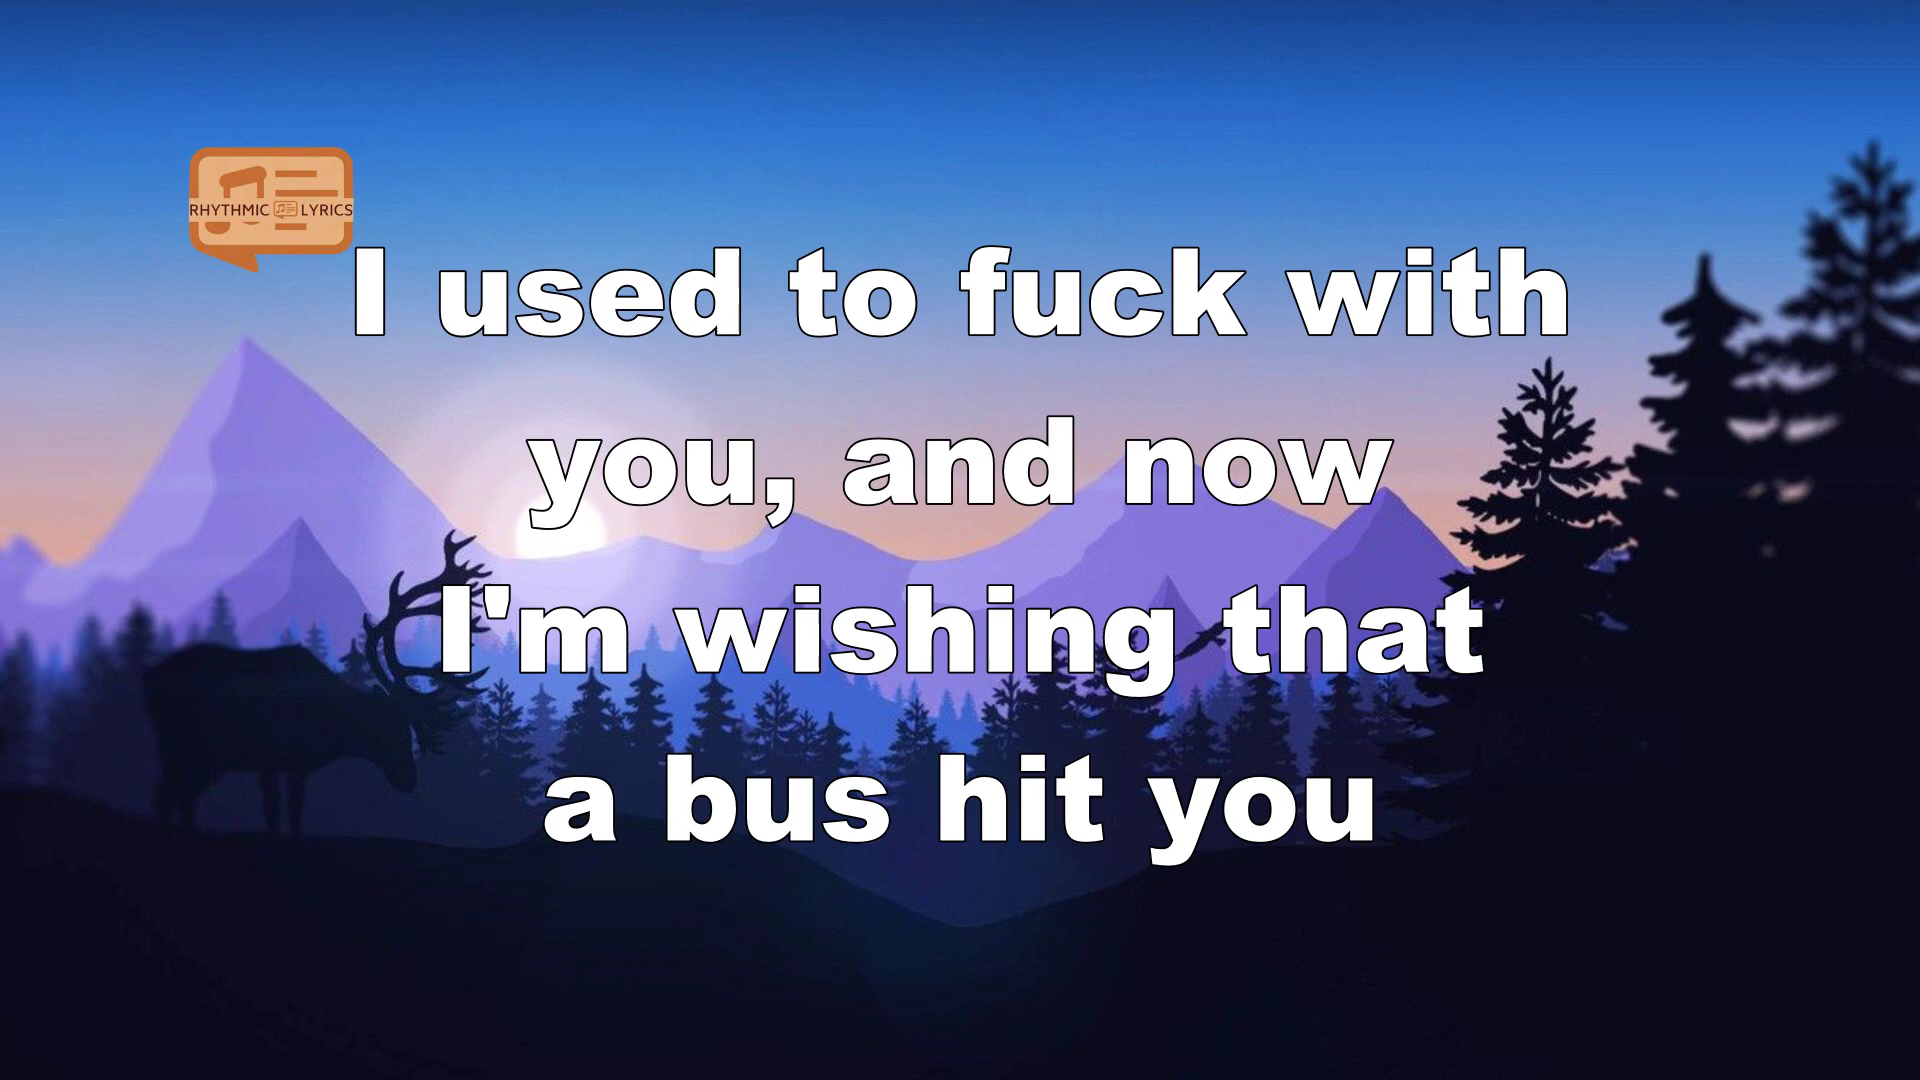 RHYTHMIC LYRICS
I used to fuck with
you, and now
I'm wishing that
a bus hit you